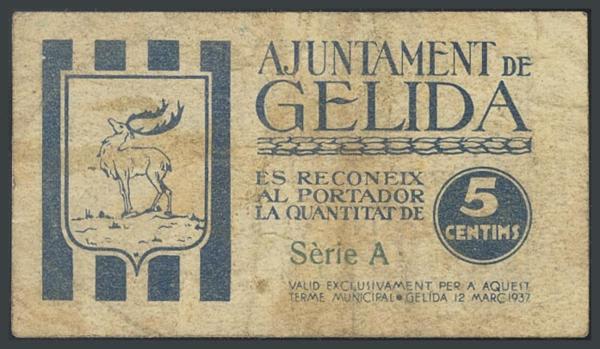 AJUNTAMENT DE
GELIDA
ES RECONEIX
AL PORTADOR
LA QUANTITAT DE
5
CENTIMS
Sèrie A
VALID EXCLUSIVAMENT PER A AQUEST
TERME MUNICIPAL • GELIDA 12 MARÇ 1937